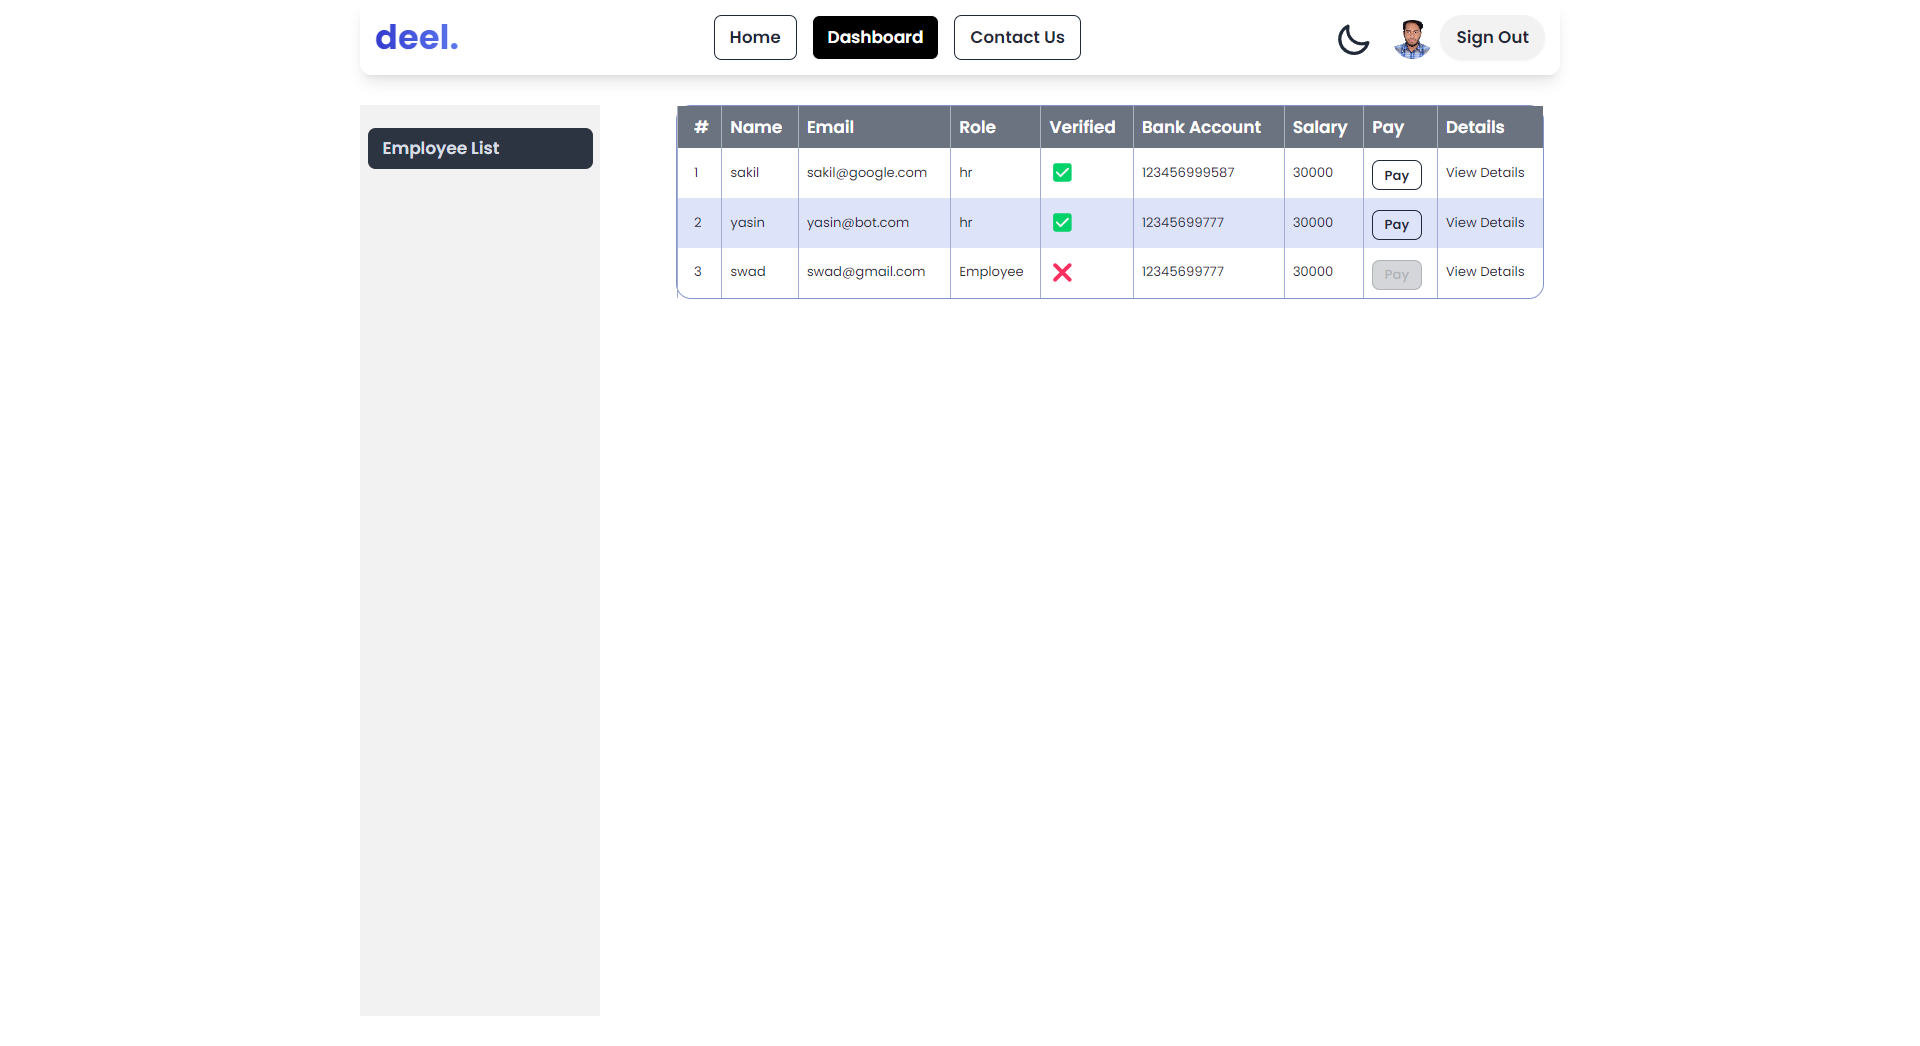 deel.
Home Dashboard Contact Us Sign Out
Employee List
# Name Email Role Verified Bank Account Salary Pay Details
1 sakil sakil@google.com hr 123456999587 30000 Pay View Details
2 yasin yasin@bot.com hr 12345699777 30000 Pay View Details
3 swad swad@gmail.com Employee 12345699777 30000 Pay View Details